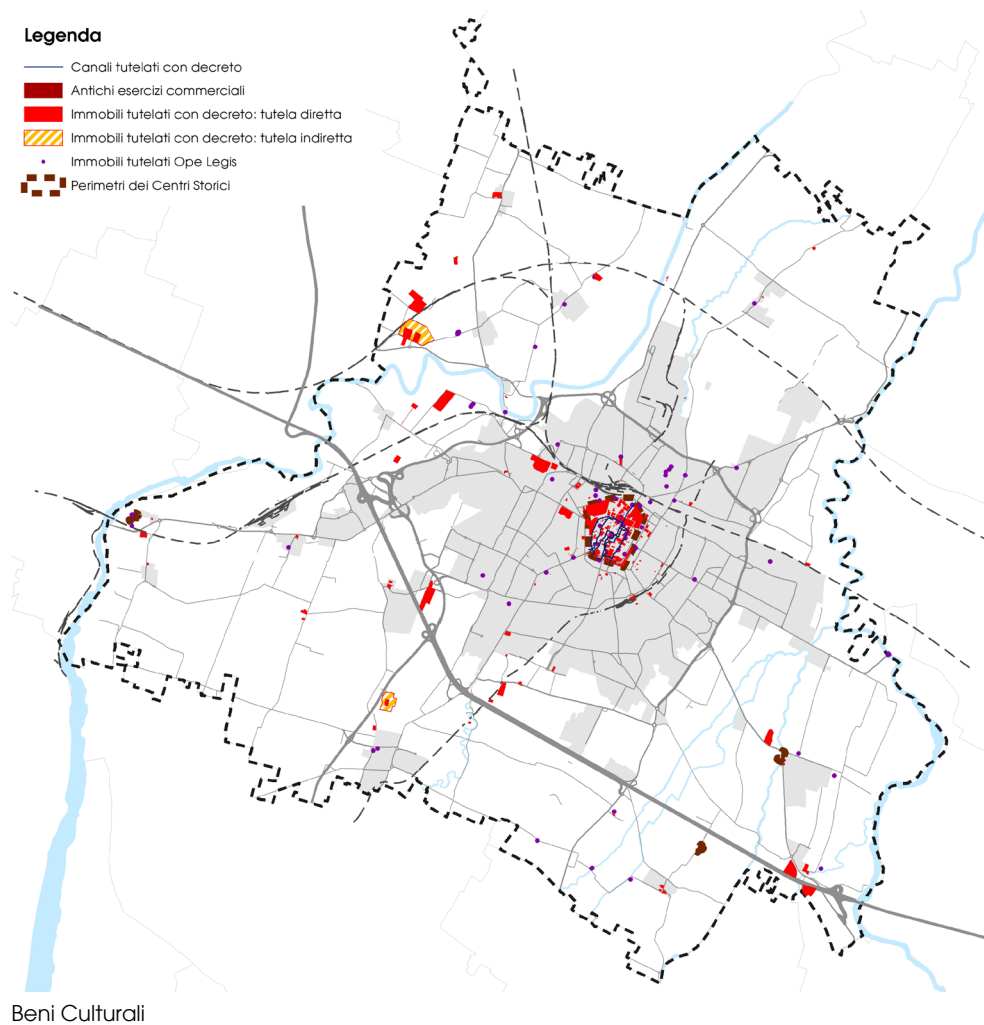 Legenda
Canali tutelati con decreto
Antichi esercizi commerciali
Immobili tutelati con decreto: tutela diretta
Immobili tutelati con decreto: tutela indiretta
Immobili tutelati Ope Legis
Perimetri dei Centri Storici
Beni Culturali